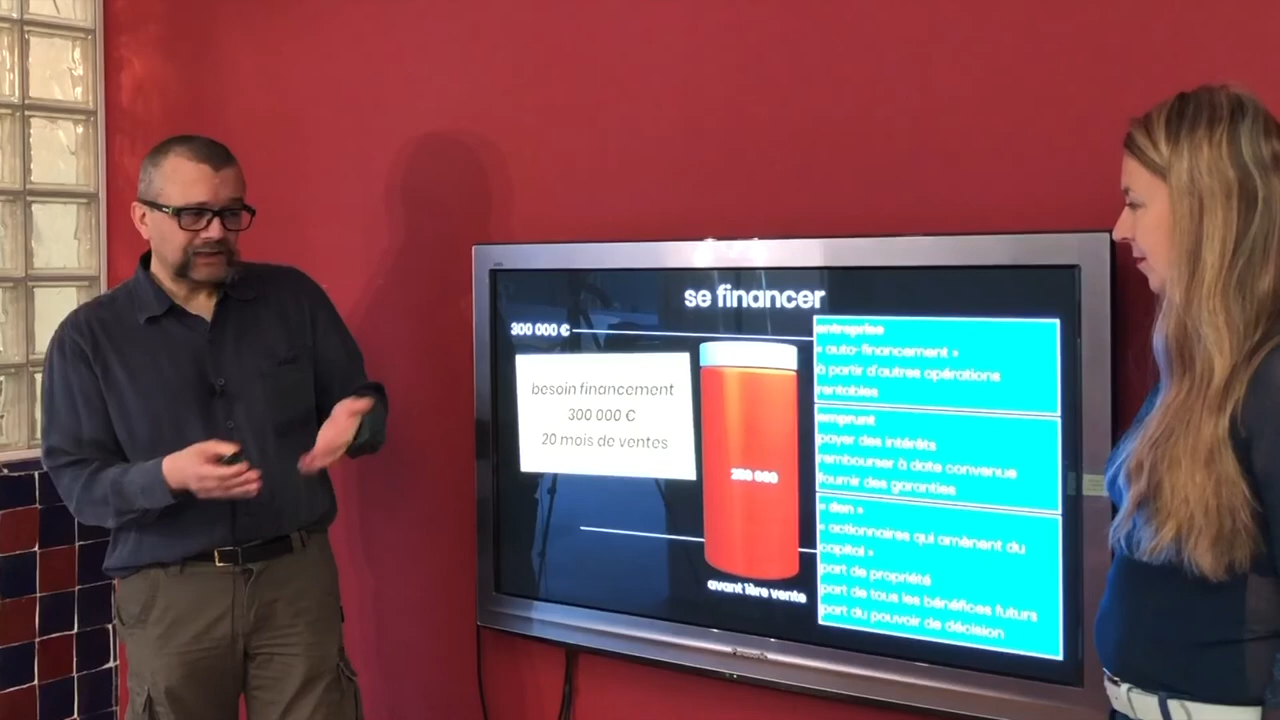 se financer
300 000 €
besoin financement
300 000 €
20 mois de ventes
avant 1ère vente
entreprise
« auto-financement »
à partir d'autres opérations
rentables
emprunt
payer des intérêts
rembourser à date convenue
fournir des garanties
« don »
« actionnaires qui amènent du
capital »
part de propriété
part de tous les bénéfices futurs
part du pouvoir de décision
Panasonic